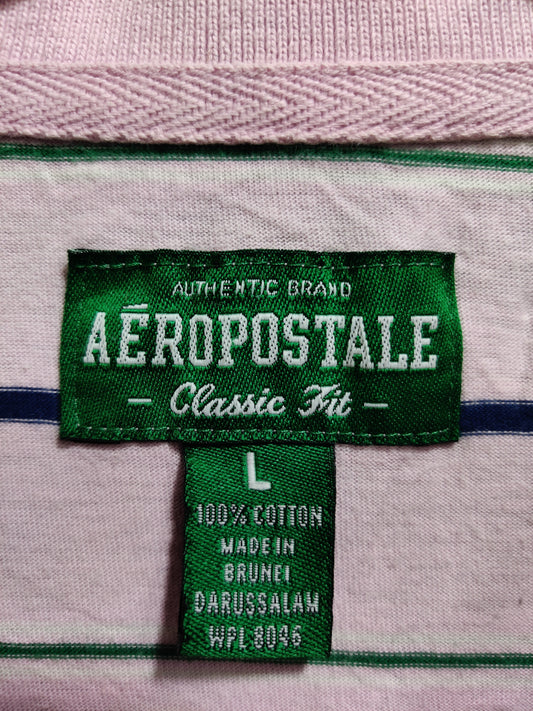 AUTHENTIC BRAND
AÉROPOSTALE
- Classic Fit -
L
100% COTTON
MADE IN
BRUNEI
DARUSSALAM
WPL 8046